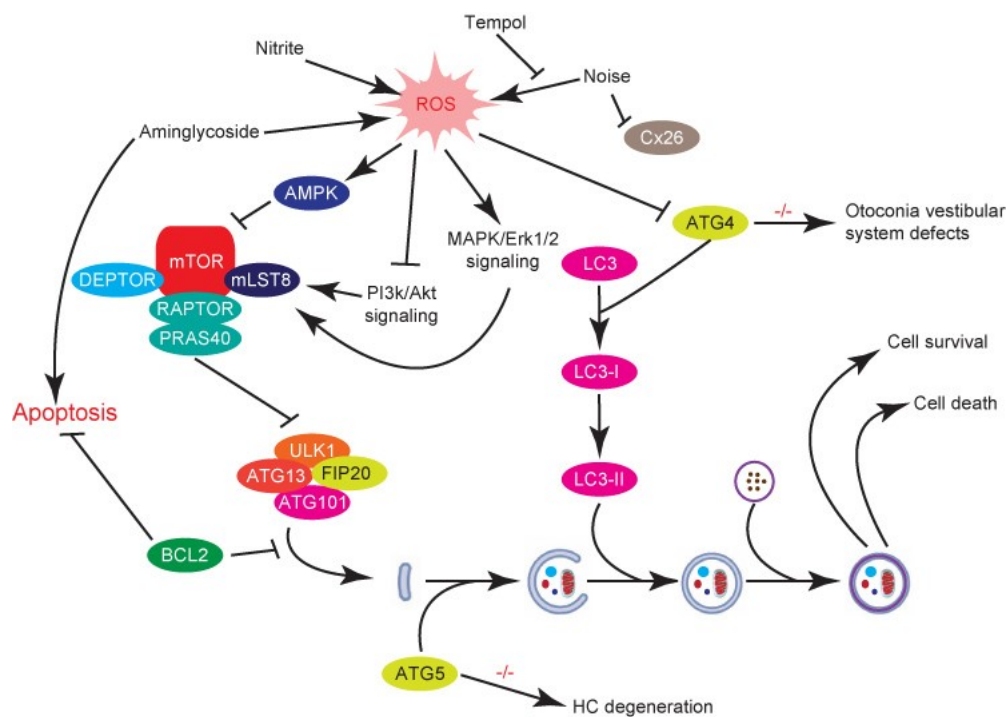 Tempol
Nitrite
Noise
ROS
Aminglycoside
Cx26
AMPK
ATG4
-/-
Otoconia vestibular
system defects
MAPK/Erk1/2
signaling
mTOR
LC3
DEPTOR
mLST8
PI3k/Akt
signaling
RAPTOR
PRAS40
Cell survival
LC3-I
Cell death
Apoptosis
ULK1
ATG13
FIP20
LC3-II
ATG101
BCL2
ATG5
-/-
HC degeneration